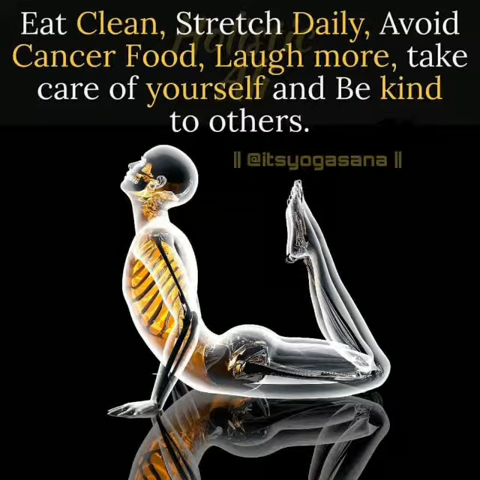 Eat Clean, Stretch Daily, Avoid
Cancer Food, Laugh more, take
care of yourself and Be kind
to others.
|| @itsyogasana ||